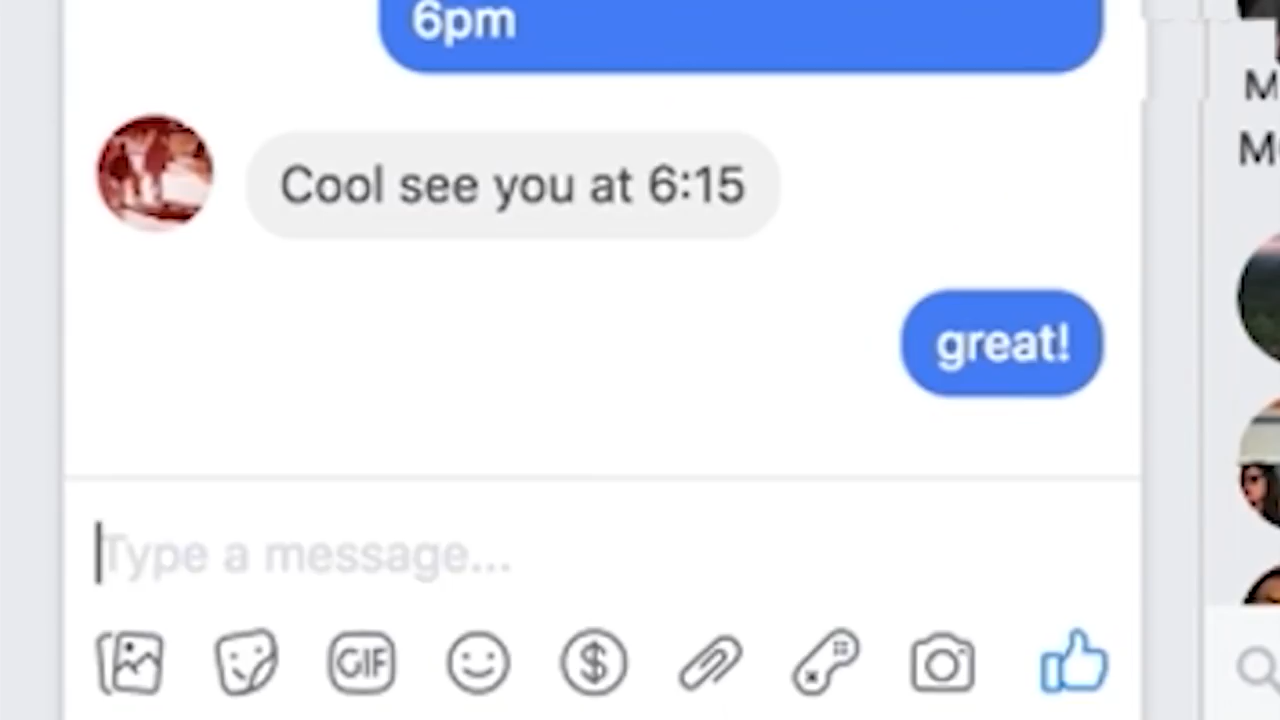 6pm
Cool see you at 6:15
great!
Type a message...
GIF
$